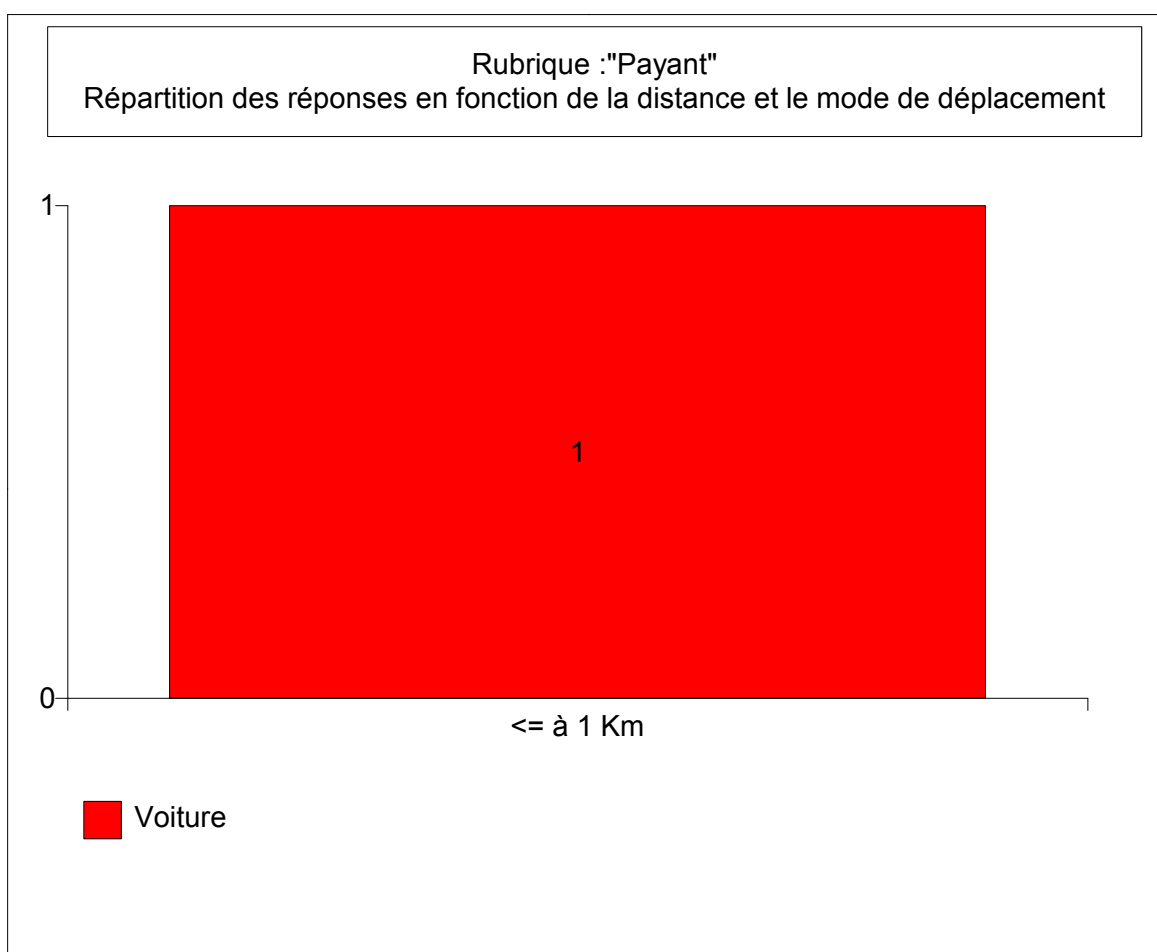 Rubrique :"Payant"
Répartition des réponses en fonction de la distance et le mode de déplacement
1
1
0
<= à 1 Km
Voiture